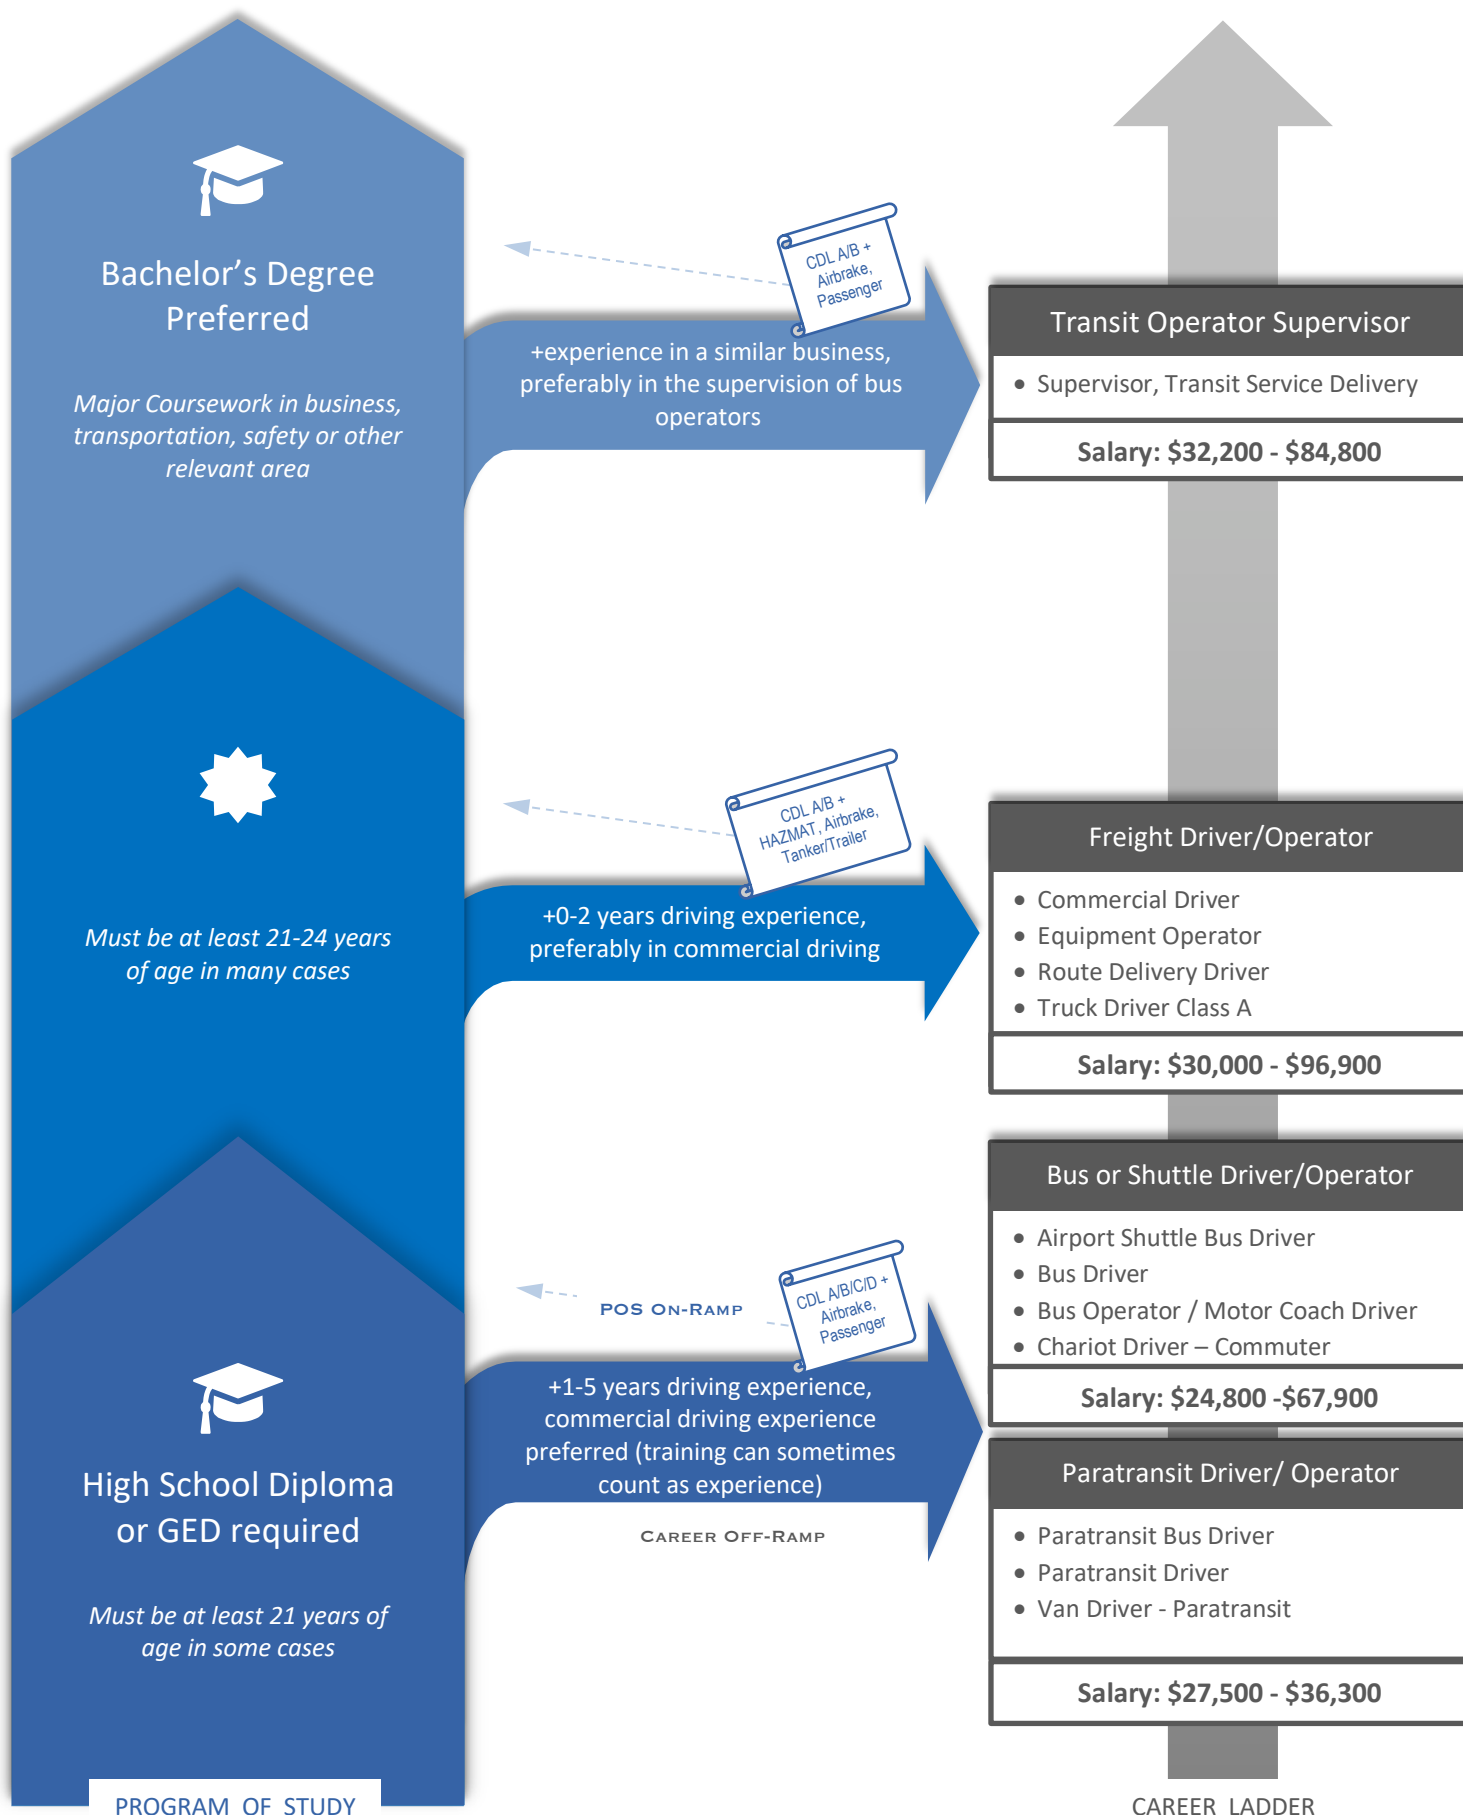 Bachelor's Degree
Preferred
Major Coursework in business,
transportation, safety or other
relevant area
CDL A/B +
Airbrake,
Passenger
+experience in a similar business,
preferably in the supervision of bus
operators
Transit Operator Supervisor
• Supervisor, Transit Service Delivery
Salary: $32,200 - $84,800
Must be at least 21-24 years
of age in many cases
CDL A/B +
HAZMAT, Airbrake,
Tanker/Trailer
+0-2 years driving experience,
preferably in commercial driving
Freight Driver/Operator
• Commercial Driver
• Equipment Operator
• Route Delivery Driver
• Truck Driver Class A
Salary: $30,000 - $96,900
High School Diploma
or GED required
Must be at least 21 years of
age in some cases
POS On-Ramp
CDL A/B/C/D +
Airbrake,
Passenger
+1-5 years driving experience,
commercial driving experience
preferred (training can sometimes
count as experience)
Career Off-Ramp
Bus or Shuttle Driver/Operator
• Airport Shuttle Bus Driver
• Bus Driver
• Bus Operator / Motor Coach Driver
• Chariot Driver – Commuter
Salary: $24,800 -$67,900
Paratransit Driver/ Operator
• Paratransit Bus Driver
• Paratransit Driver
• Van Driver - Paratransit
Salary: $27,500 - $36,300
PROGRAM OF STUDY
CAREER LADDER